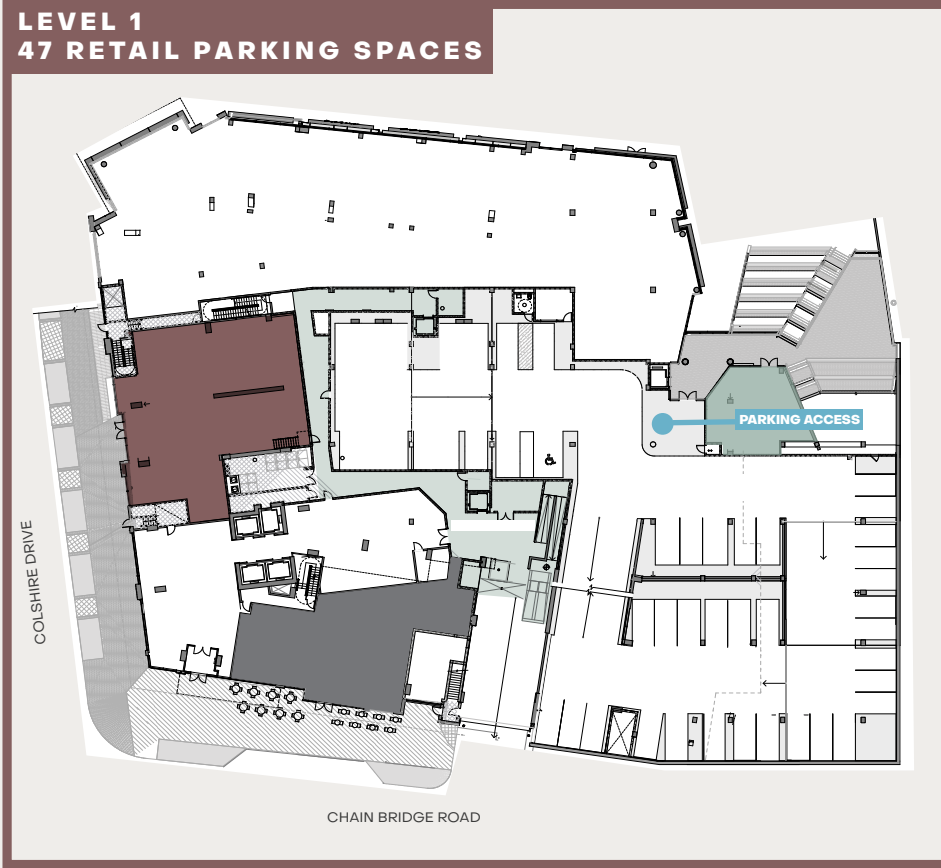 LEVEL 1
47 RETAIL PARKING SPACES
PARKING ACCESS
COLSHIRE DRIVE
CHAIN BRIDGE ROAD